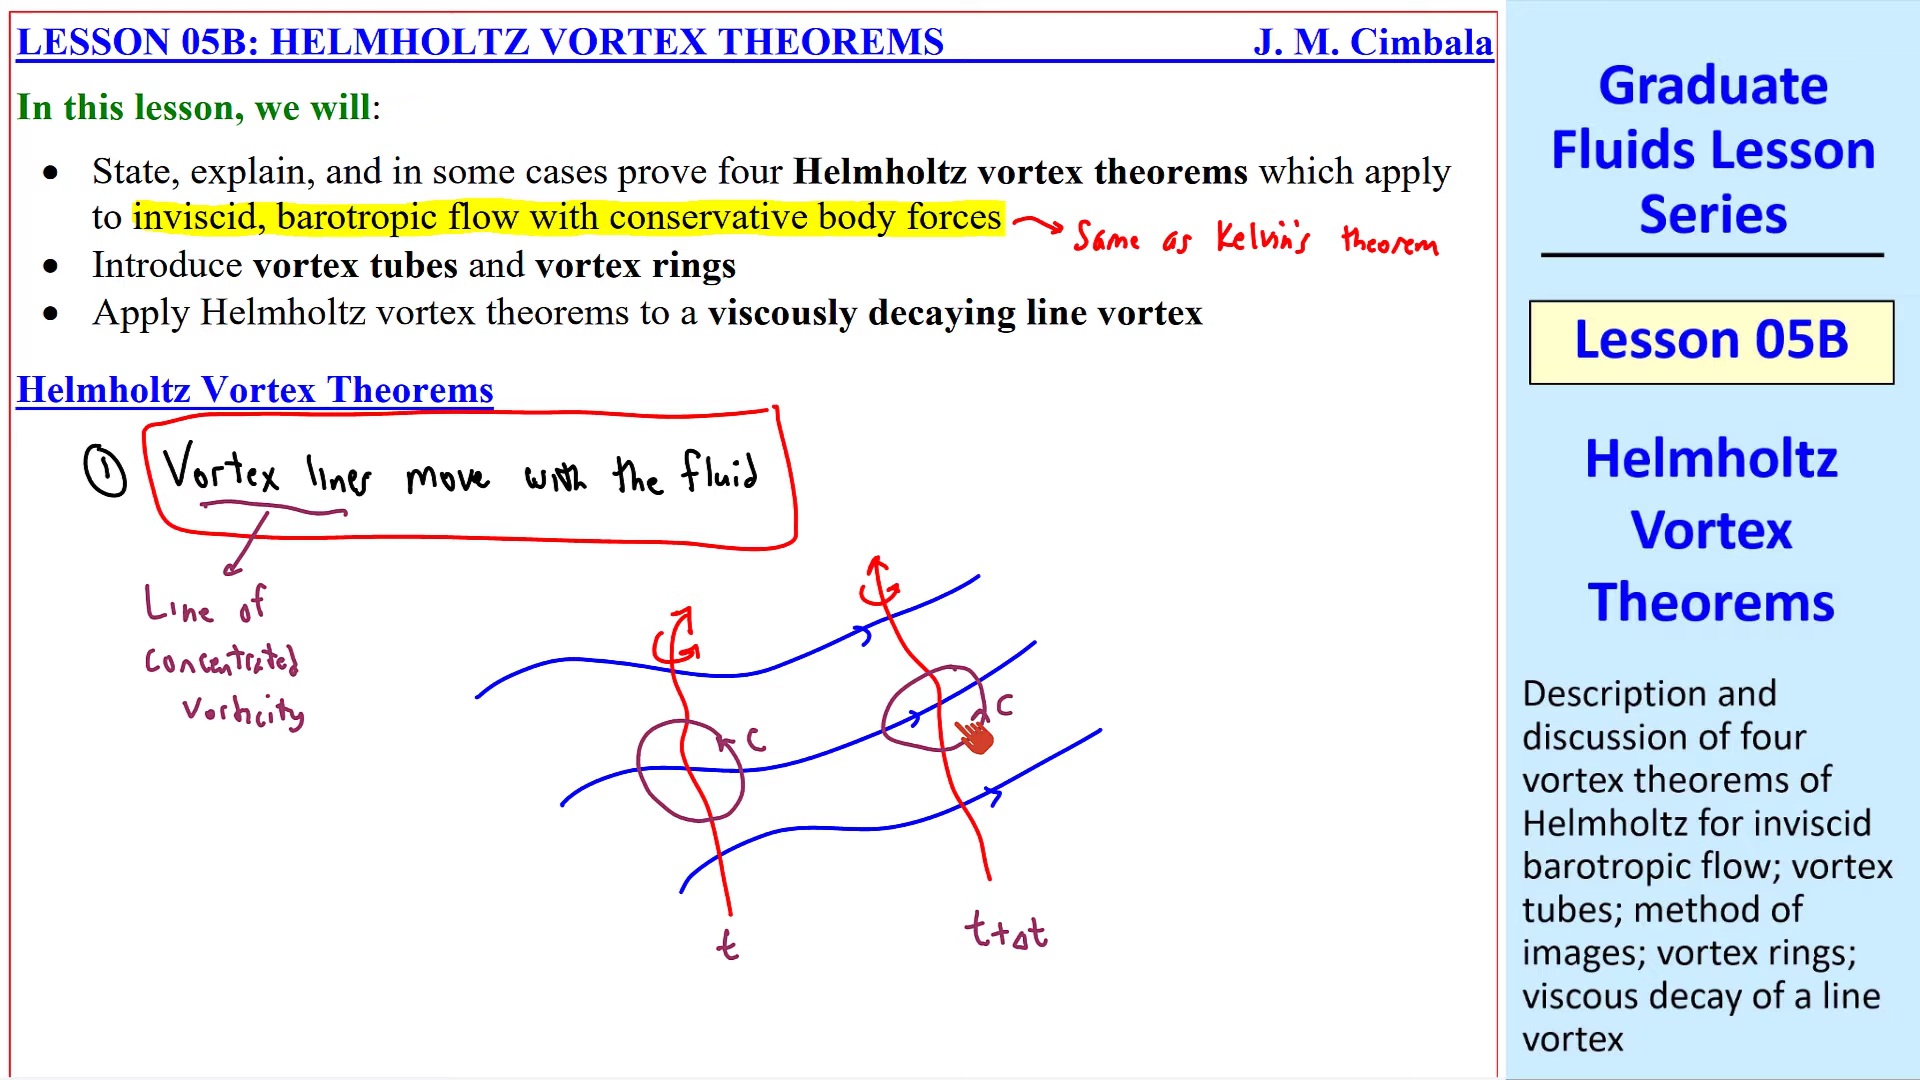 LESSON 05B: HELMHOLTZ VORTEX THEOREMS J. M. Cimbala
In this lesson, we will:
• State, explain, and in some cases prove four Helmholtz vortex theorems which apply
to inviscid, barotropic flow with conservative body forces
Same as Kelvin's theorem
• Introduce vortex tubes and vortex rings
• Apply Helmholtz vortex theorems to a viscously decaying line vortex
Helmholtz Vortex Theorems
① Vortex lines move with the fluid
Line of
concentrated
vorticity
C
C
t
t+Δt
Graduate
Fluids Lesson
Series
Lesson 05B
Helmholtz
Vortex
Theorems
Description and
discussion of four
vortex theorems of
Helmholtz for inviscid
barotropic flow; vortex
tubes; method of
images; vortex rings;
viscous decay of a line
vortex